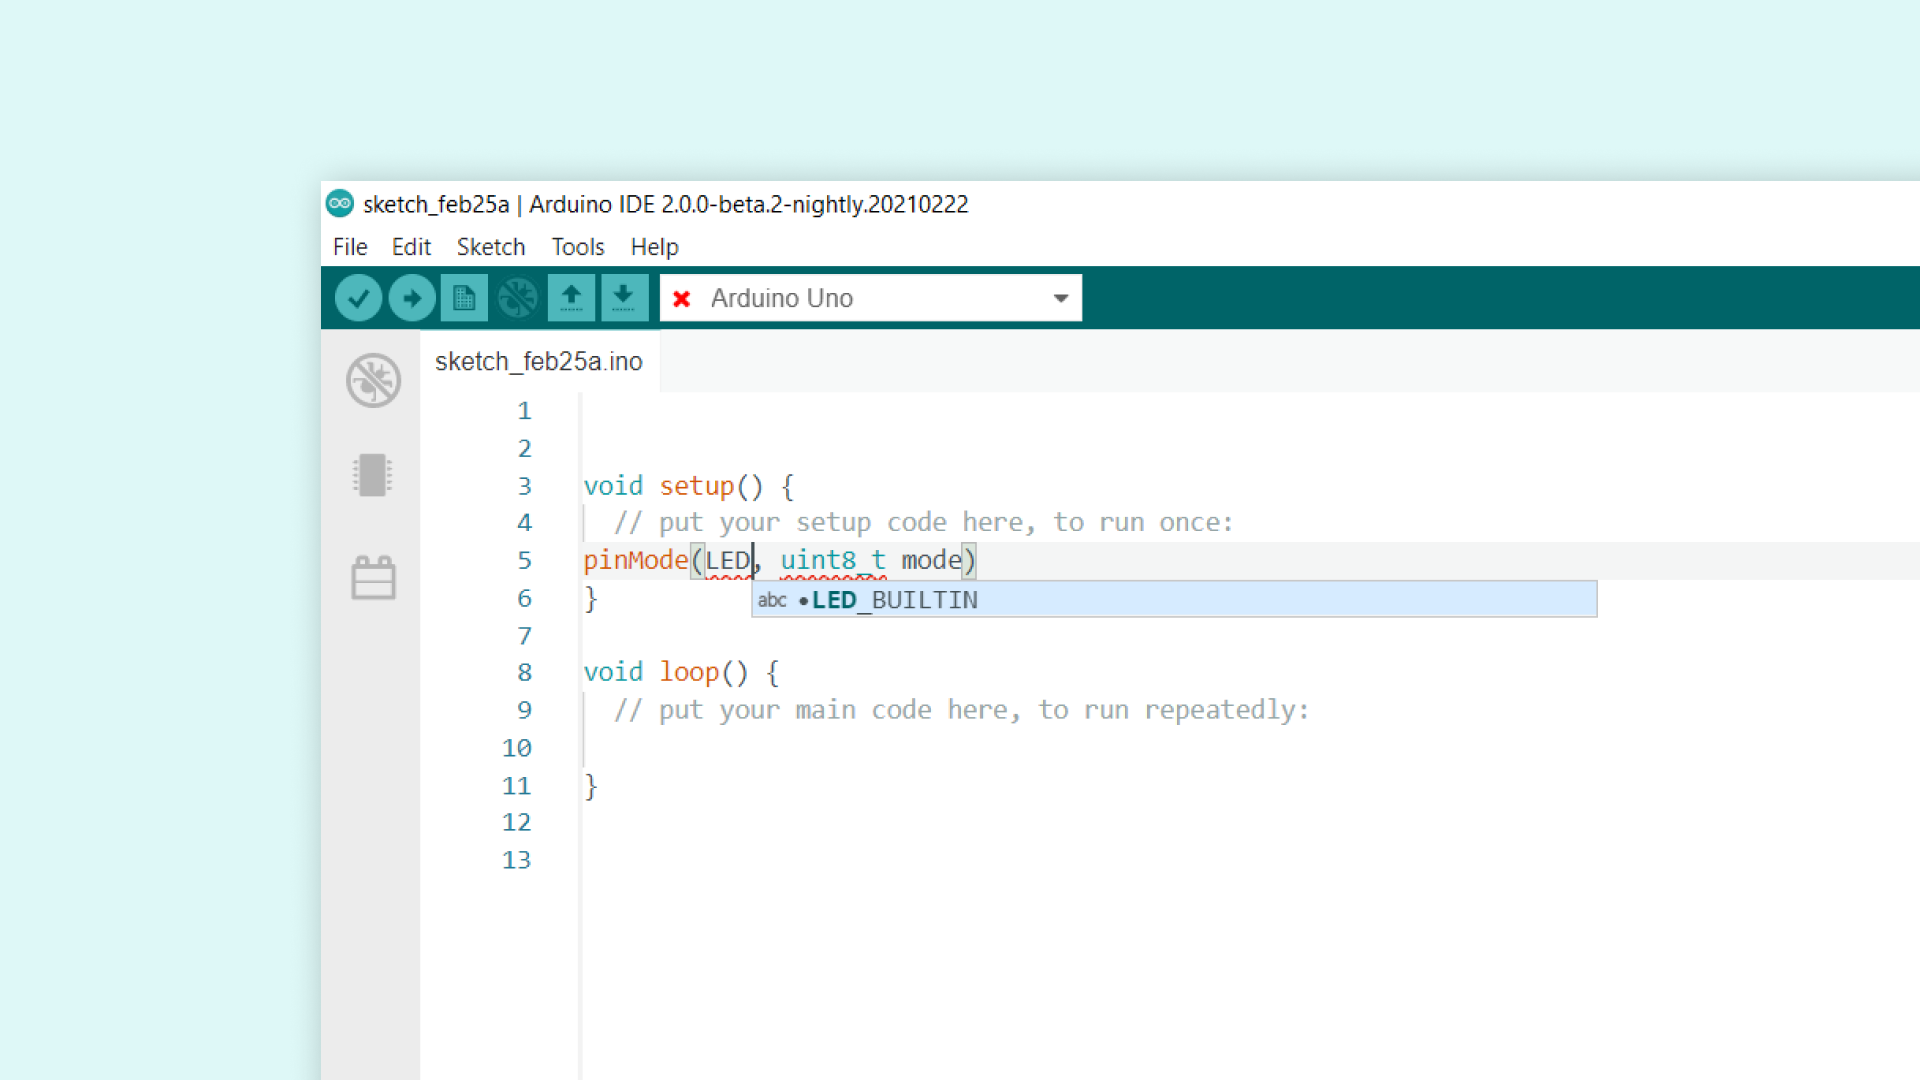 sketch_feb25a | Arduino IDE 2.0.0-beta.2-nightly.20210222
File Edit Sketch Tools Help
Arduino Uno
sketch_feb25a.ino
1
2
3 void setup() {
4 // put your setup code here, to run once:
5 pinMode(LED, uint8_t mode)
6 }
abc •LED_BUILTIN
7
8 void loop() {
9 // put your main code here, to run repeatedly:
10
11 }
12
13